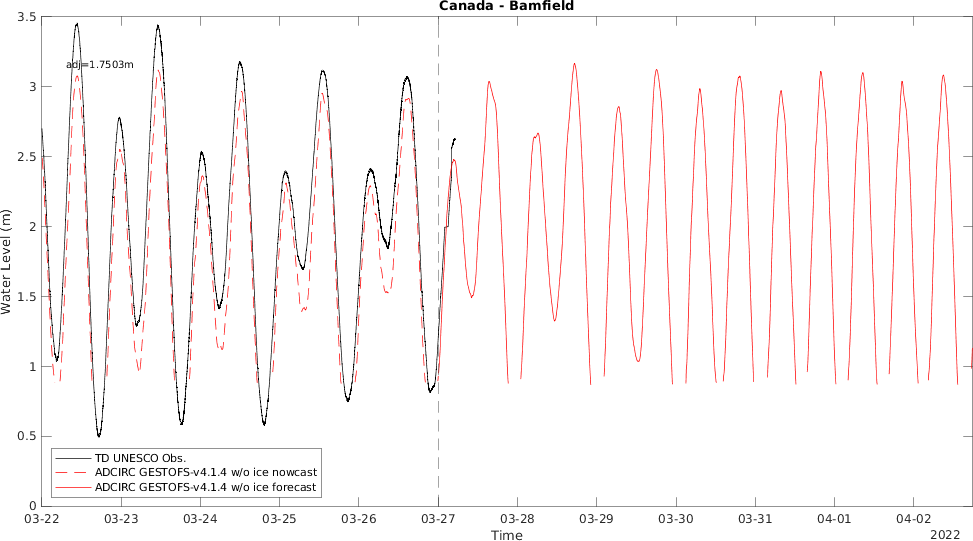 Canada - Bamfield
3.5
adj=1.7503m
3
2.5
2
1.5
1
0.5
0
Water Level (m)
TD UNESCO Obs.
ADCIRC GESTOFS-v4.1.4 w/o ice nowcast
ADCIRC GESTOFS-v4.1.4 w/o ice forecast
03-22 03-23 03-24 03-25 03-26 03-27 03-28 03-29 03-30 03-31 04-01 04-02
Time
2022